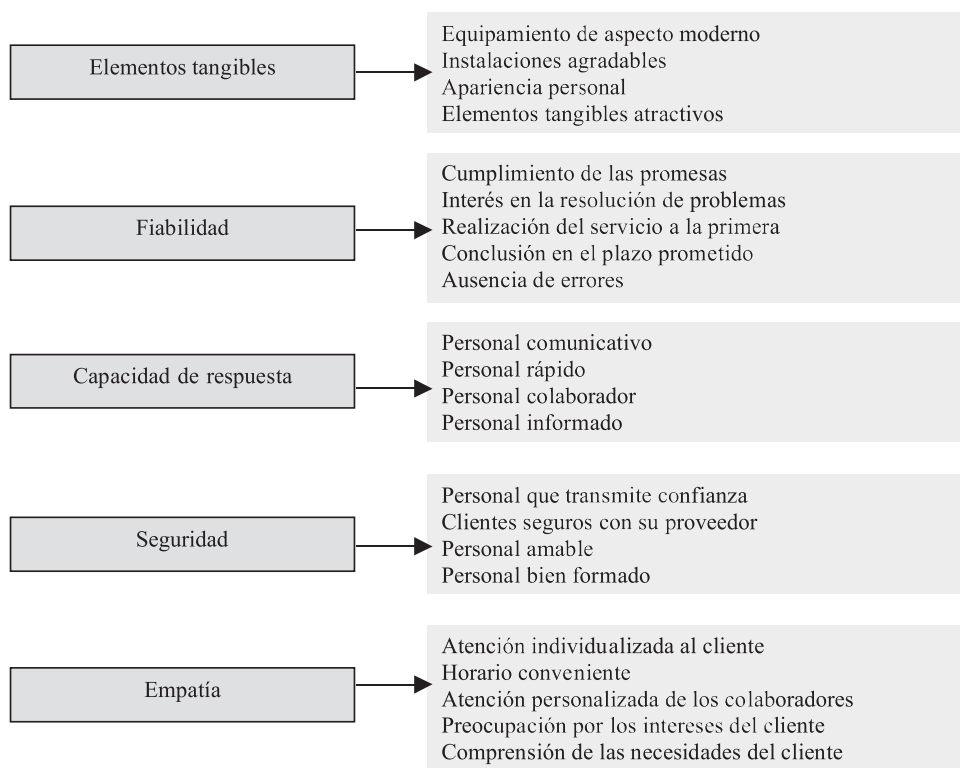 Elementos tangibles
Equipamiento de aspecto moderno
Instalaciones agradables
Apariencia personal
Elementos tangibles atractivos
Fiabilidad
Cumplimiento de las promesas
Interés en la resolución de problemas
Realización del servicio a la primera
Conclusión en el plazo prometido
Ausencia de errores
Capacidad de respuesta
Personal comunicativo
Personal rápido
Personal colaborador
Personal informado
Seguridad
Personal que transmite confianza
Clientes seguros con su proveedor
Personal amable
Personal bien formado
Empatía
Atención individualizada al cliente
Horario conveniente
Atención personalizada de los colaboradores
Preocupación por los intereses del cliente
Comprensión de las necesidades del cliente